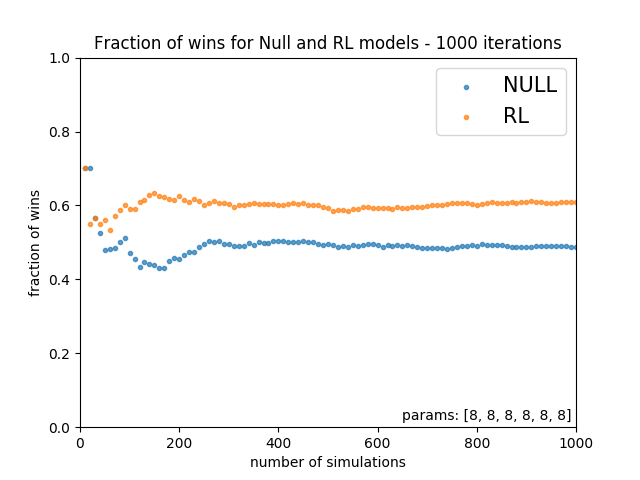 Fraction of wins for Null and RL models - 1000 iterations
1.0
0.8
0.6
0.4
0.2
0.0
fraction of wins
NULL
RL
params: [8, 8, 8, 8, 8, 8]
0
200
400
600
800
1000
number of simulations